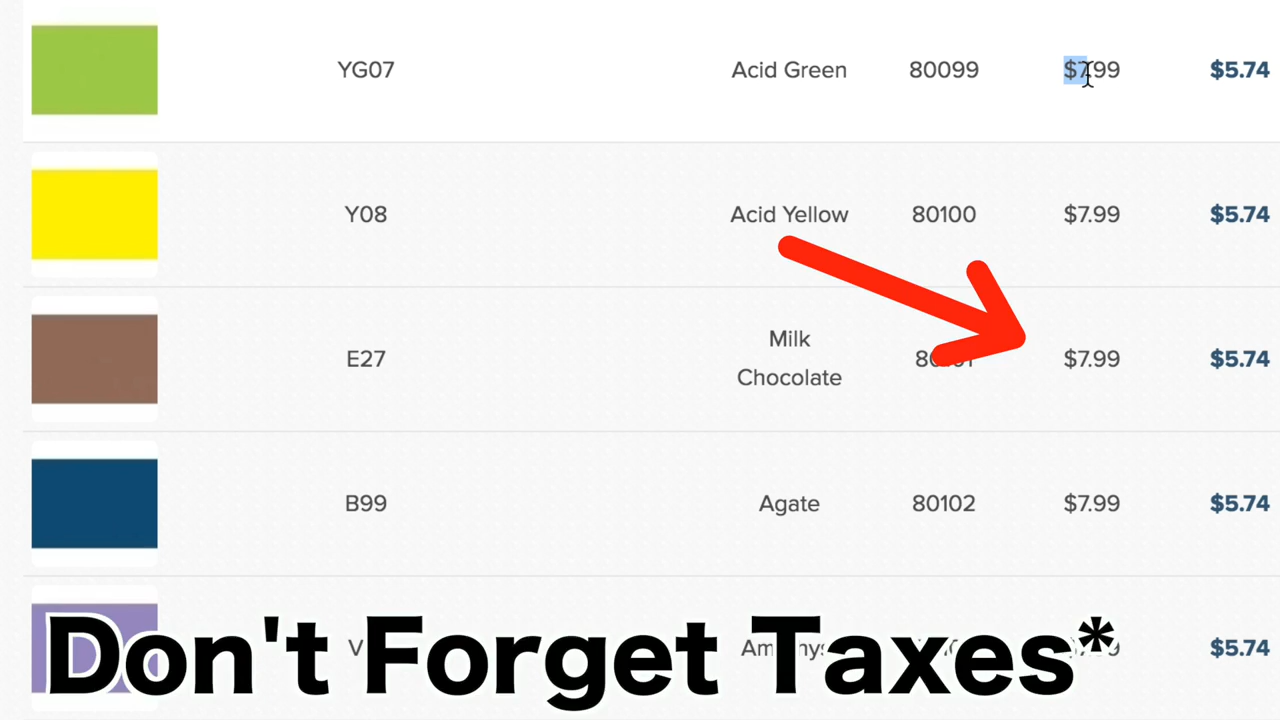 YG07 Acid Green 80099 $7.99 $5.74
Y08 Acid Yellow 80100 $7.99 $5.74
Milk
E27 $7.99 $5.74
Chocolate
B99 Agate 80102 $7.99 $5.74
$5.74
Don't Forget Taxes*